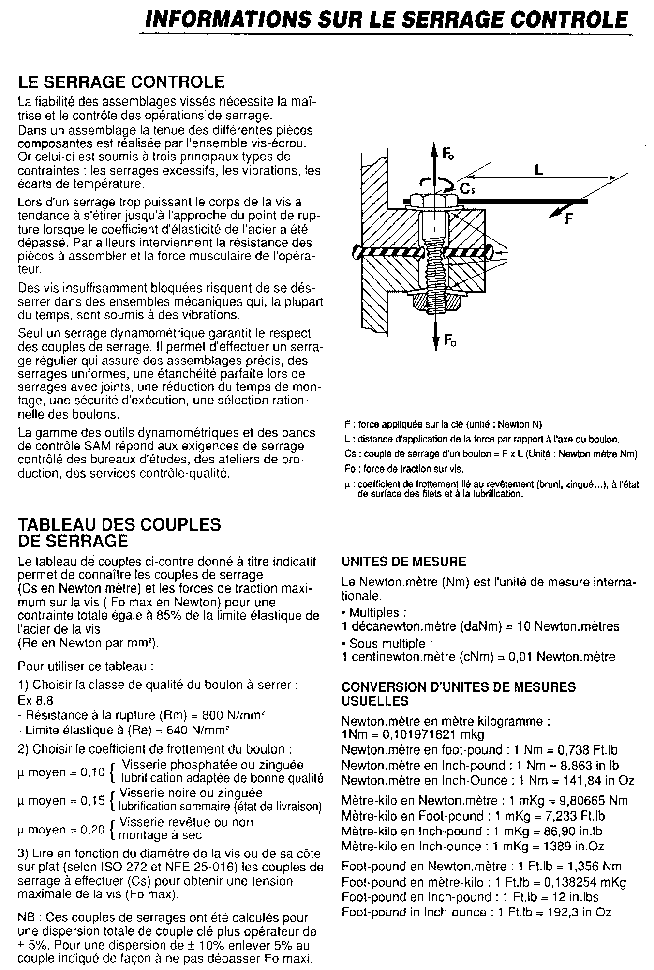 INFORMATIONS SUR LE SERRAGE CONTROLE
LE SERRAGE CONTROLE
La fiabilité des assemblages vissés nécessite la maî-
trise et le contrôle des opérations de serrage.
Dans un assemblage la tenue des différentes pièces
composantes est réalisée par l'ensemble vis-écrou.
Or celui-ci est soumis à trois principaux types de
contraintes : les serrages excessifs, les vibrations, les
écarts de température.
Lors d'un serrage trop puissant le corps de la vis a
tendance à s'étirer jusqu'à l'approche du point de rup-
ture lorsque le coefficient d'élasticité de l'acier a été
dépassé. Par ailleurs interviennent la résistance des
pièces à assembler et la force musculaire de l'opéra-
teur.
Des vis insuffisamment bloquées risquent de se des-
serrer dans des ensembles mécaniques qui, la plupart
du temps, sont soumis à des vibrations.
Seul un serrage dynamométrique garantit le respect
des couples de serrage. Il permet d'effectuer un serra-
ge régulier qui assure des assemblages précis, des
serrages uniformes, une étanchéité parfaite lors de
serrages avec joints, une réduction du temps de mon-
tage, une sécurité d'exécution, une sélection ration-
nelle des boulons.
La gamme des outils dynamométriques et des bancs
de contrôle SAM répond aux exigences de serrage
contrôlé des bureaux d'études, des ateliers de pro-
duction, des services contrôle-qualité.
Fo
Cs
L
F
Fo
F : force appliquée sur la clé (unité : Newton N)
L : distance d'application de la force par rapport à l'axe du boulon.
Cs : couple de serrage d'un boulon = F x L (Unité : Newton mètre Nm)
Fo : force de traction sur vis.
µ : coefficient de frottement lié au revêtement (bruni, zingué...), à l'état
de surface des filets et à la lubrification.
TABLEAU DES COUPLES
DE SERRAGE
Le tableau de couples ci-contre donné à titre indicatif
permet de connaître les couples de serrage
(Cs en Newton mètre) et les forces de traction maxi-
mum sur la vis ( Fo max en Newton) pour une
contrainte totale égale à 85% de la limite élastique de
l'acier de la vis
(Re en Newton par mm²).
Pour utiliser ce tableau :
1) Choisir la classe de qualité du boulon à serrer :
Ex 8.8
- Résistance à la rupture (Rm) = 800 N/mm²
- Limite élastique à (Re) = 640 N/mm²
2) Choisir le coefficient de frottement du boulon :
µ moyen = 0,10 { Visserie phosphatée ou zinguée
lubrification adaptée de bonne qualité
µ moyen = 0,15 { Visserie noire ou zinguée
lubrification sommaire (état de livraison)
µ moyen = 0,20 { Visserie revêtue ou non
montage à sec
3) Lire en fonction du diamètre de la vis ou de sa côte
sur plat (selon ISO 272 et NFE 25-016) les couples de
serrage à effectuer (Cs) pour obtenir une tension
maximale de la vis (Fo max).
NB : Ces couples de serrages ont été calculés pour
une dispersion totale de couple clé plus opérateur de
± 5%. Pour une dispersion de ± 10% enlever 5% au
couple indiqué de façon à ne pas dépasser Fo maxi.
UNITES DE MESURE
Le Newton.mètre (Nm) est l'unité de mesure interna-
tionale.
• Multiples :
1 décanewton.mètre (daNm) = 10 Newton.mètres
• Sous multiple :
1 centinewton.mètre (cNm) = 0,01 Newton.mètre
CONVERSION D'UNITES DE MESURES
USUELLES
Newton.mètre en mètre kilogramme :
1Nm = 0,101971621 mkg
Newton.mètre en foot-pound : 1 Nm = 0,738 Ft.lb
Newton.mètre en Inch-pound : 1 Nm = 8.863 in lb
Newton.mètre en Inch-Ounce : 1 Nm = 141,84 in Oz
Mètre-kilo en Newton.mètre : 1 mKg = 9,80665 Nm
Mètre-kilo en Foot-pound : 1 mKg = 7,233 Ft.lb
Mètre-kilo en Inch-pound : 1 mKg = 86,90 in.lb
Mètre-kilo en Inch-ounce : 1 mKg = 1389 in.Oz
Foot-pound en Newton.mètre : 1 Ft.lb = 1,356 Nm
Foot-pound en mètre-kilo : 1 Ft.lb = 0,138254 mKg
Foot-pound en Inch-pound : 1 Ft.lb = 12 in.lbs
Foot-pound in Inch ounce : 1 Ft.lb = 192,3 in Oz